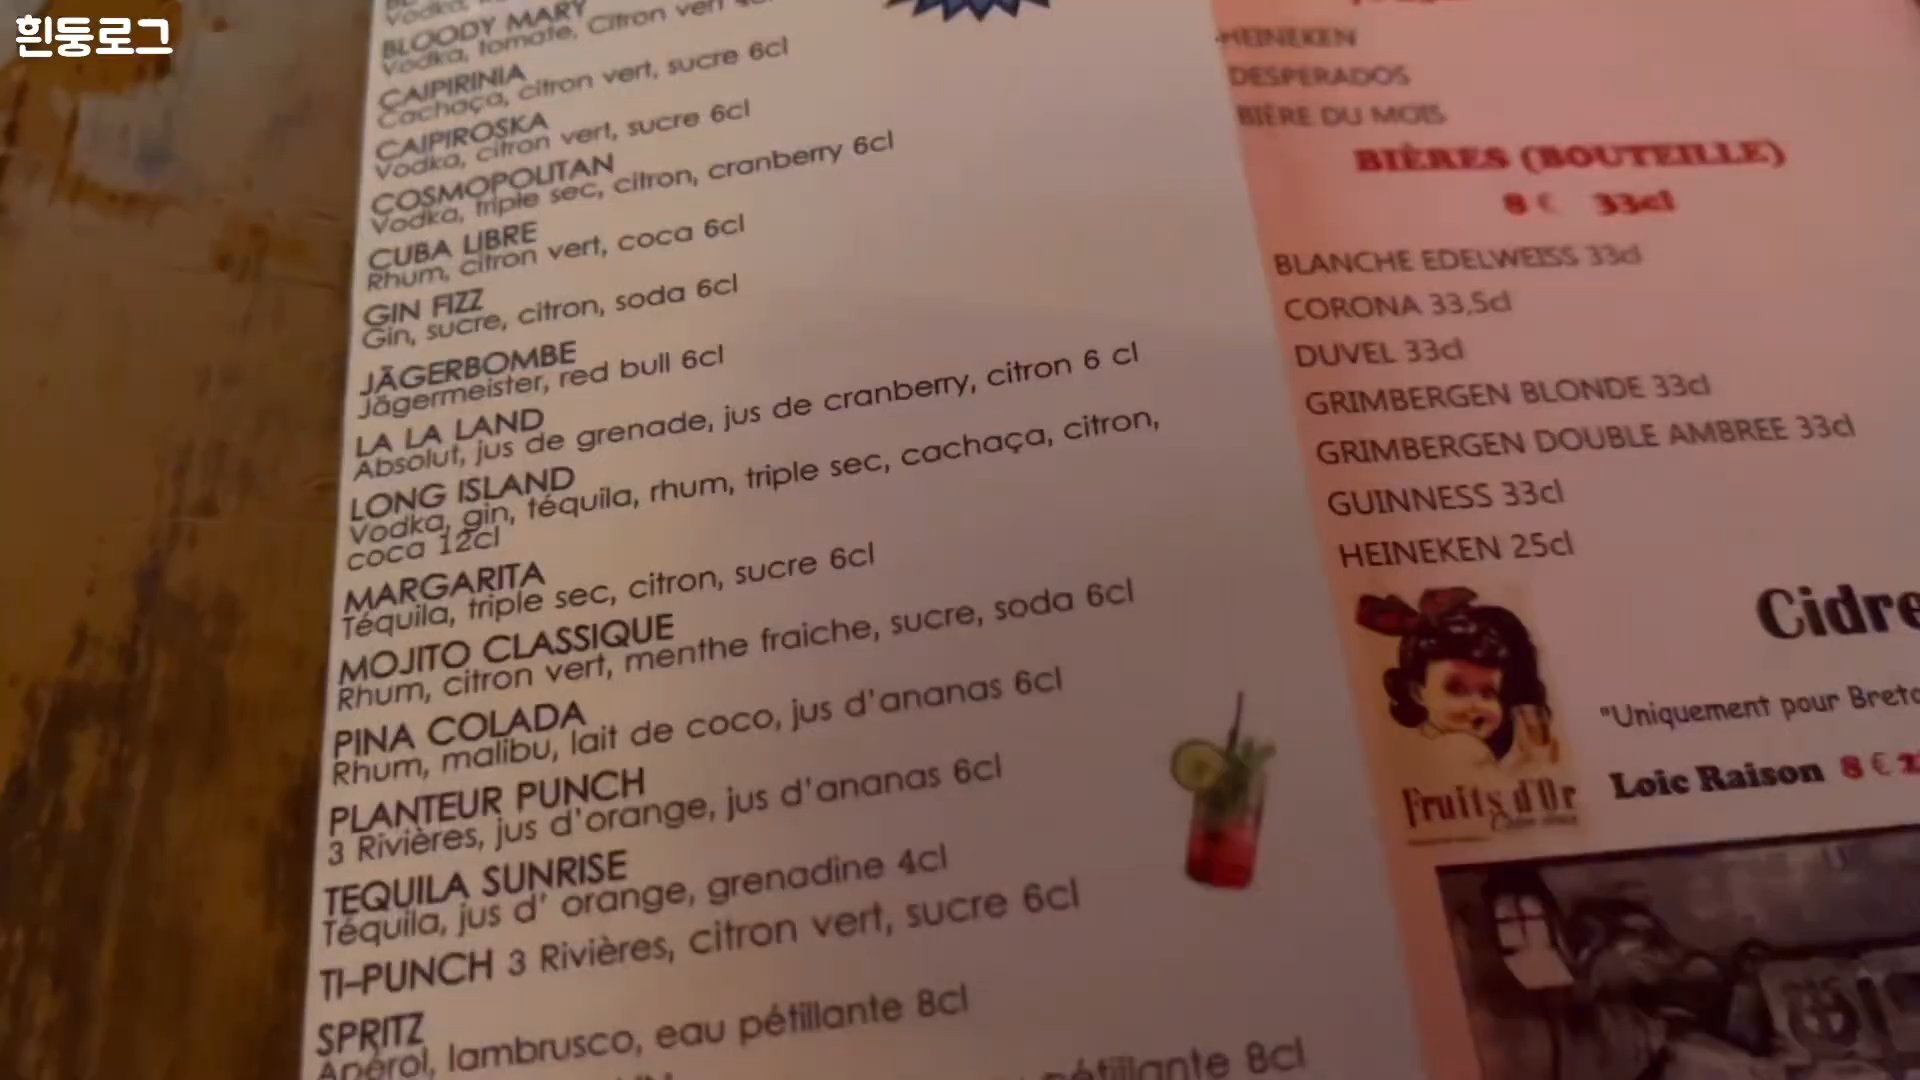 흰둥로그
Vodka,
BLOODY MARY
Vodka, tomate, Citron vert
CAIPIRINIA
Cachaça, citron vert, sucre 6cl
CAIPIROSKA
Vodka, citron vert, sucre 6cl
COSMOPOLITAN
Vodka, triple sec, citron, cranberry 6cl
CUBA LIBRE
Rhum, citron vert, coca 6cl
GIN FIZZ
Gin, sucre, citron, soda 6cl
JÄGERBOMBE
Jägermeister, red bull 6cl
LA LA LAND
Absolut, jus de grenade, jus de cranberry, citron 6 cl
LONG ISLAND
Vodka, gin, téquila, rhum, triple sec, cachaça, citron,
coca 12cl
MARGARITA
Téquila, triple sec, citron, sucre 6cl
MOJITO CLASSIQUE
Rhum, citron vert, menthe fraiche, sucre, soda 6cl
PINA COLADA
Rhum, malibu, lait de coco, jus d'ananas 6cl
PLANTEUR PUNCH
3 Rivières, jus d'orange, jus d'ananas 6cl
TEQUILA SUNRISE
Téquila, jus d' orange, grenadine 4cl
TI-PUNCH 3 Rivières, citron vert, sucre 6cl
SPRITZ
Apérol, lambrusco, eau pétillante 8cl
pétillante 8cl
HEINEKEN
DESPERADOS
BIÈRE DU MOIS
BIÈRES (BOUTEILLE)
8 € 33cl
BLANCHE EDELWEISS 33cl
CORONA 33,5cl
DUVEL 33cl
GRIMBERGEN BLONDE 33cl
GRIMBERGEN DOUBLE AMBREE 33cl
GUINNESS 33cl
HEINEKEN 25cl
Cidre
"Uniquement pour Breto
Loic Raison 8 €
Fruits d'Or